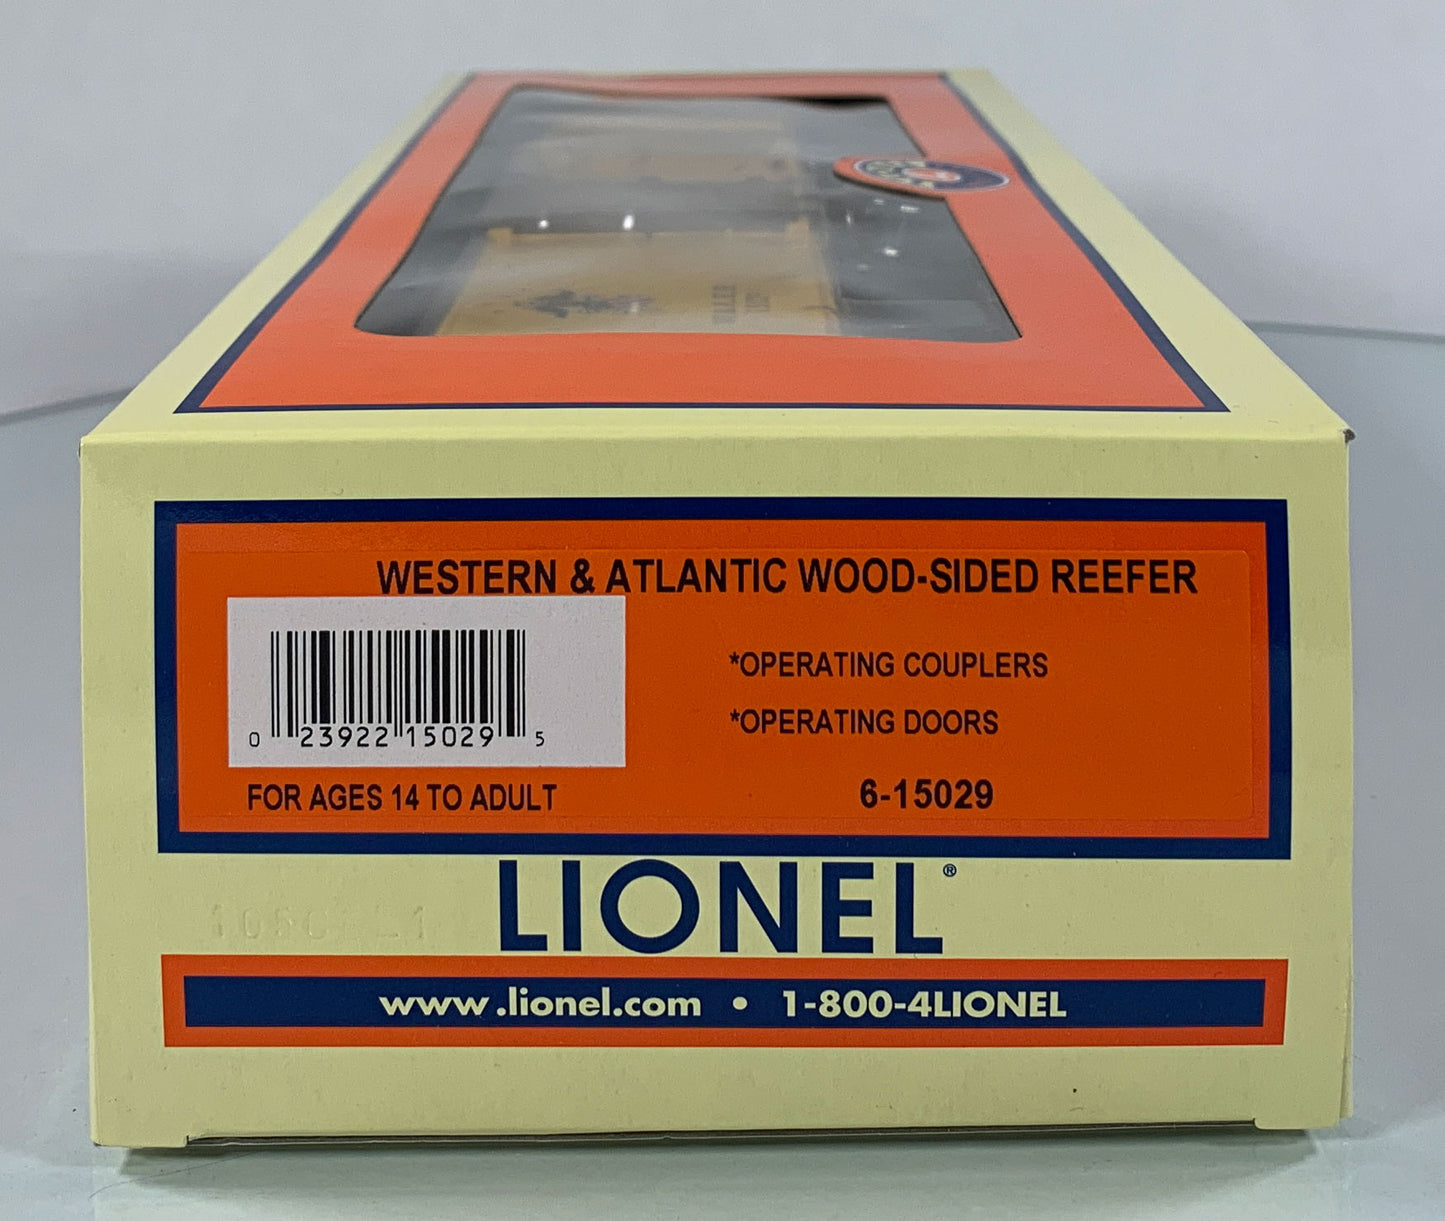 WESTERN & ATLANTIC WOOD-SIDED REEFER
*OPERATING COUPLERS
*OPERATING DOORS
0 23922 15029 5
FOR AGES 14 TO ADULT
6-15029
LIONEL®
www.lionel.com • 1-800-4LIONEL